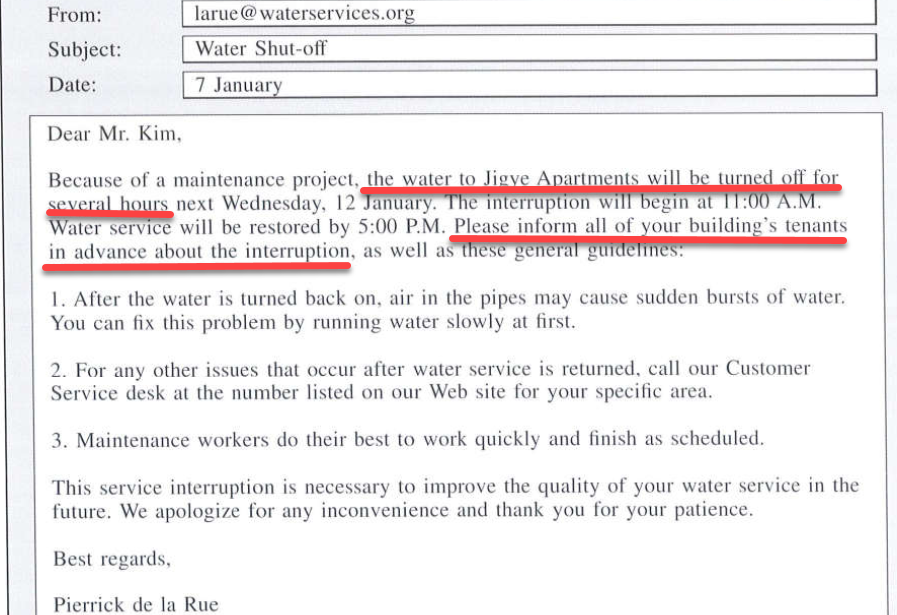 From: larue@waterservices.org
Subject: Water Shut-off
Date: 7 January
Dear Mr. Kim,
Because of a maintenance project, the water to Jigye Apartments will be turned off for
several hours next Wednesday, 12 January. The interruption will begin at 11:00 A.M.
Water service will be restored by 5:00 P.M. Please inform all of your building's tenants
in advance about the interruption, as well as these general guidelines:
1. After the water is turned back on, air in the pipes may cause sudden bursts of water.
You can fix this problem by running water slowly at first.
2. For any other issues that occur after water service is returned, call our Customer
Service desk at the number listed on our Web site for your specific area.
3. Maintenance workers do their best to work quickly and finish as scheduled.
This service interruption is necessary to improve the quality of your water service in the
future. We apologize for any inconvenience and thank you for your patience.
Best regards,
Pierrick de la Rue